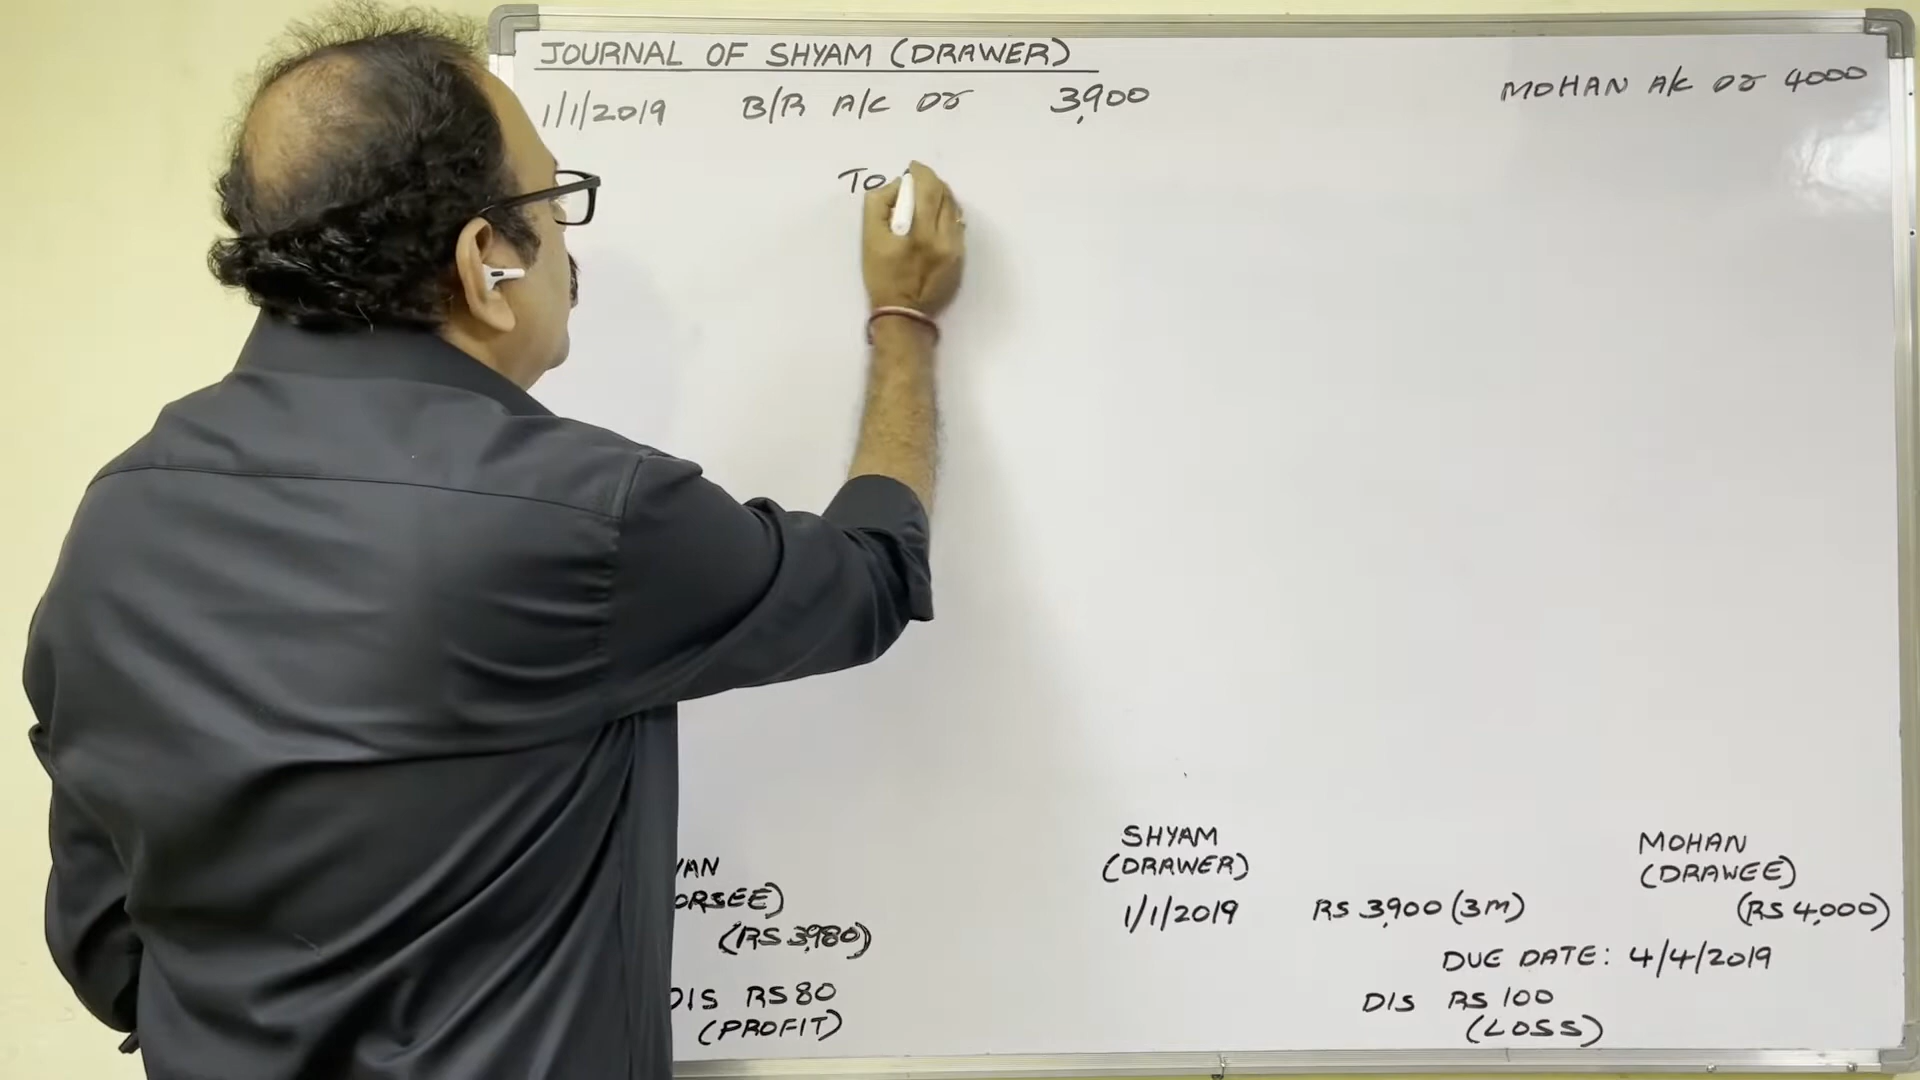 JOURNAL OF SHYAM (DRAWER)
1/1/2019 B/R A/C Dr 3,900
MOHAN A/C Dr 4000
To
VAN
ORSEE)
(RS 3,980)
DIS RS 80
(PROFIT)
SHYAM
(DRAWER)
1/1/2019
RS 3,900 (3M)
MOHAN
(DRAWEE)
(RS 4,000)
DUE DATE: 4/4/2019
DIS RS 100
(LOSS)